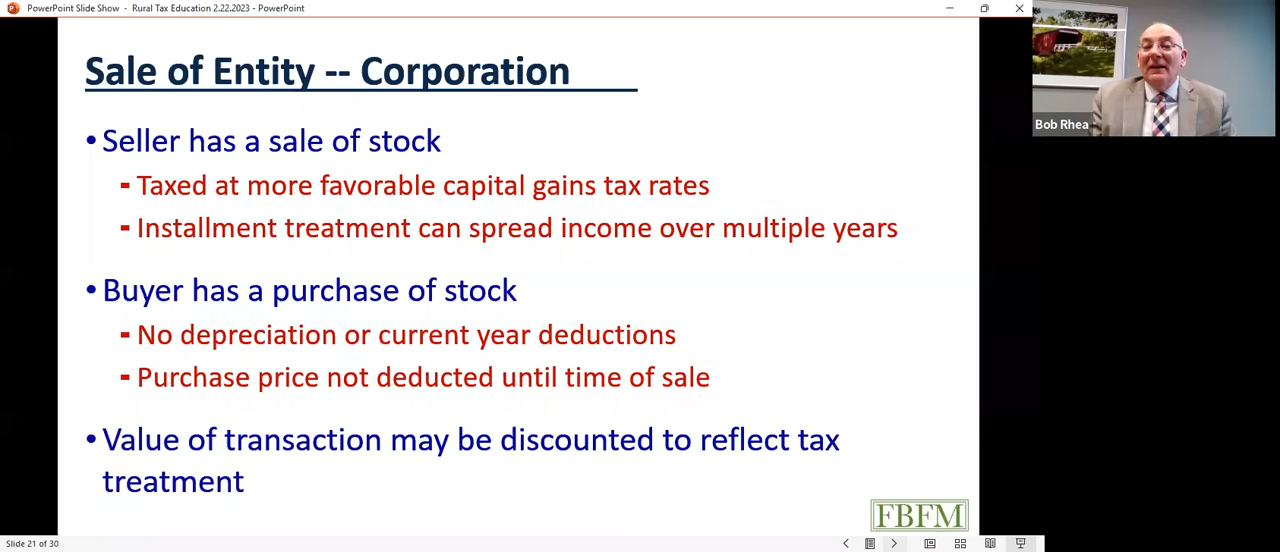 PowerPoint Slide Show - Rural Tax Education 2.22.2023 - PowerPoint
Sale of Entity -- Corporation
• Seller has a sale of stock
- Taxed at more favorable capital gains tax rates
- Installment treatment can spread income over multiple years
• Buyer has a purchase of stock
- No depreciation or current year deductions
- Purchase price not deducted until time of sale
• Value of transaction may be discounted to reflect tax
treatment
FBFM
Bob Rhea
Slide 21 of 30